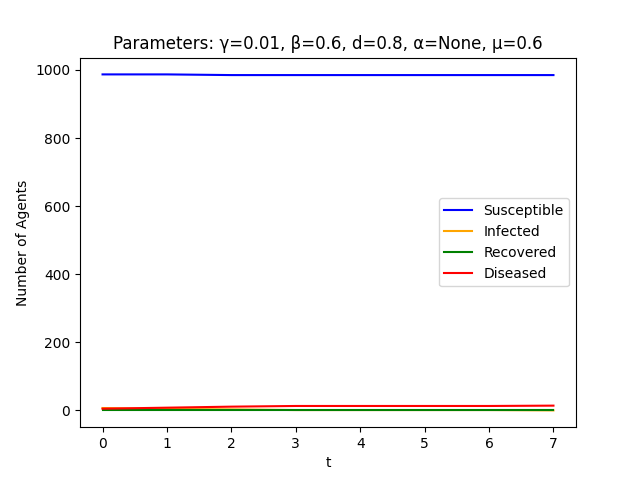 Parameters: γ=0.01, β=0.6, d=0.8, α=None, μ=0.6
Number of Agents
1000
800
600
400
200
0
Susceptible
Infected
Recovered
Diseased
0 1 2 3 4 5 6 7
t